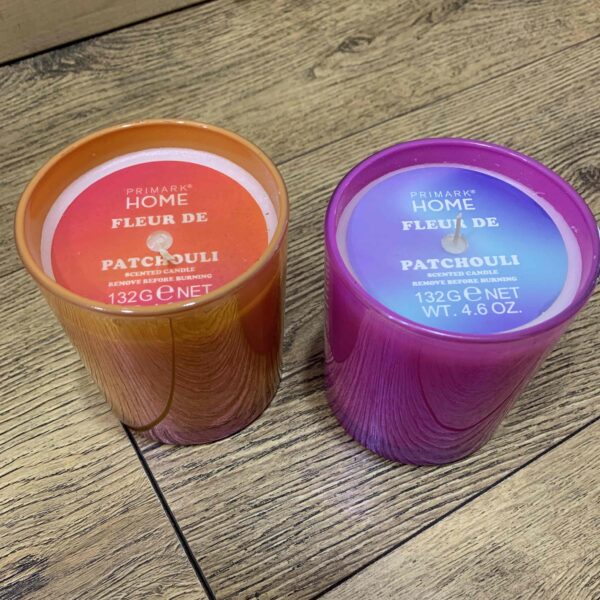 PRIMARK®
HOME
FLEUR DE
PATCHOULI
SCENTED CANDLE
REMOVE BEFORE BURNING
132G ℮ NET
PRIMARK®
HOME
FLEUR DE
PATCHOULI
SCENTED CANDLE
REMOVE BEFORE BURNING
132G ℮ NET
WT. 4.6 OZ.